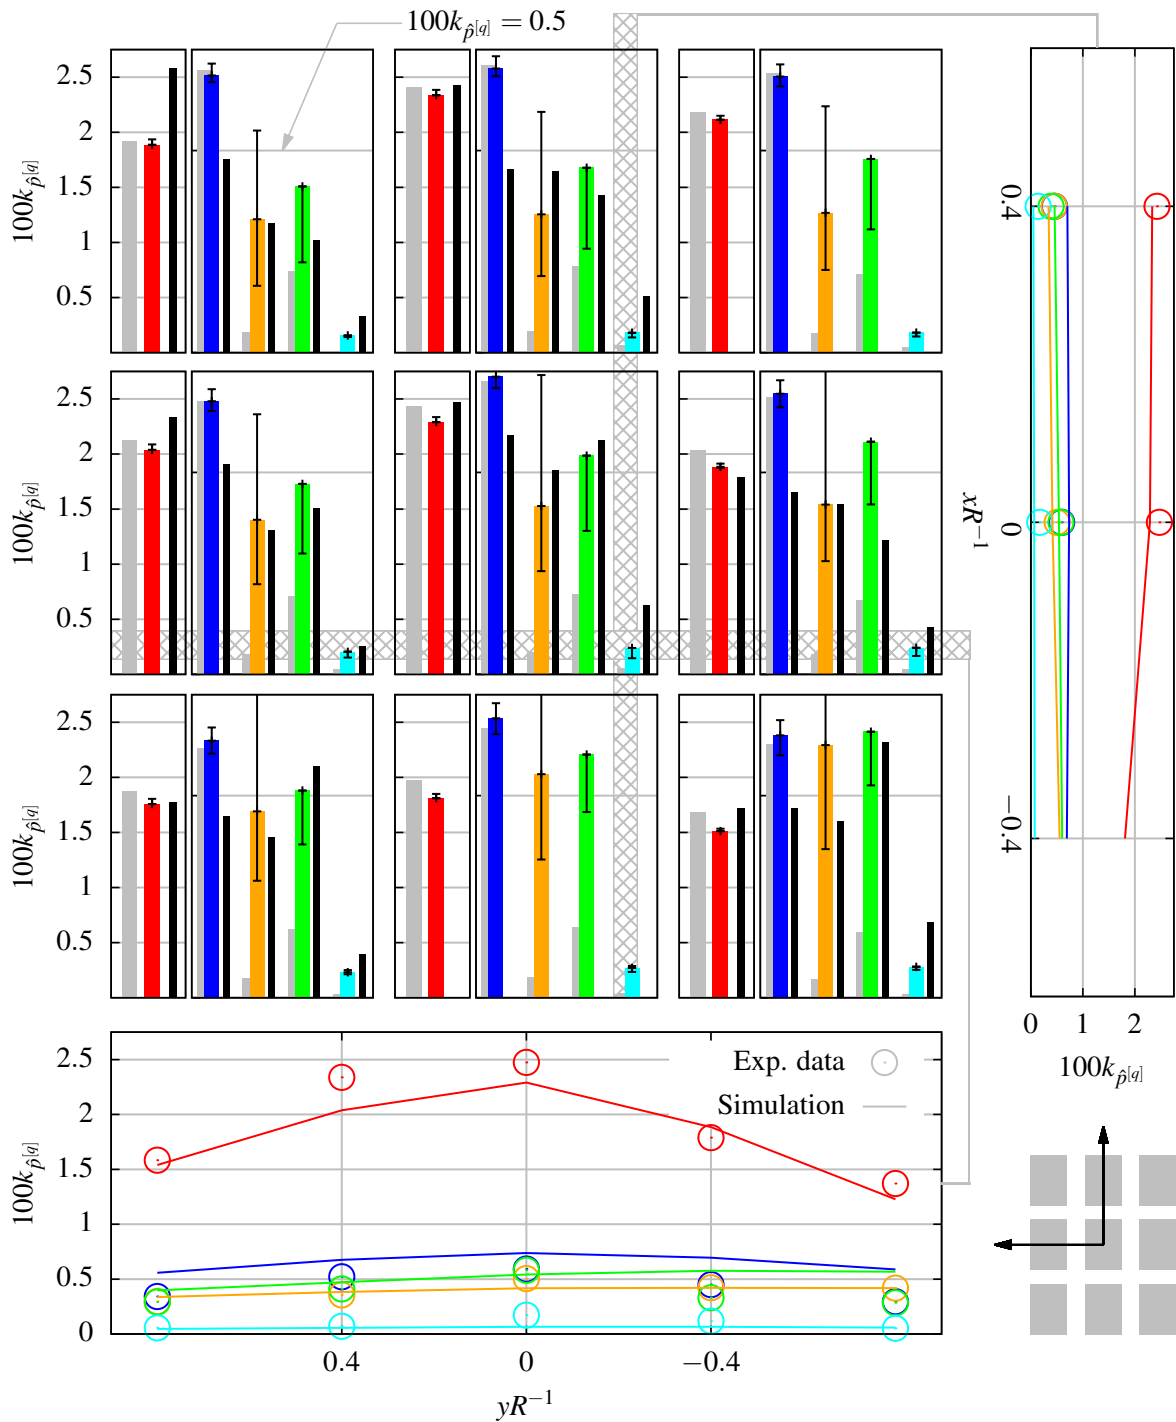 100k_{p̂^{[q]}} = 0.5
2.5
2
1.5
1
0.5
100k_{p̂^{[q]}}
2.5
2
1.5
1
0.5
100k_{p̂^{[q]}}
2.5
2
1.5
1
0.5
100k_{p̂^{[q]}}
0.4
0
−0.4
xR^{−1}
0 1 2
100k_{p̂^{[q]}}
2.5
2
1.5
1
0.5
0
100k_{p̂^{[q]}}
Exp. data
Simulation
0.4 0 −0.4
yR^{−1}